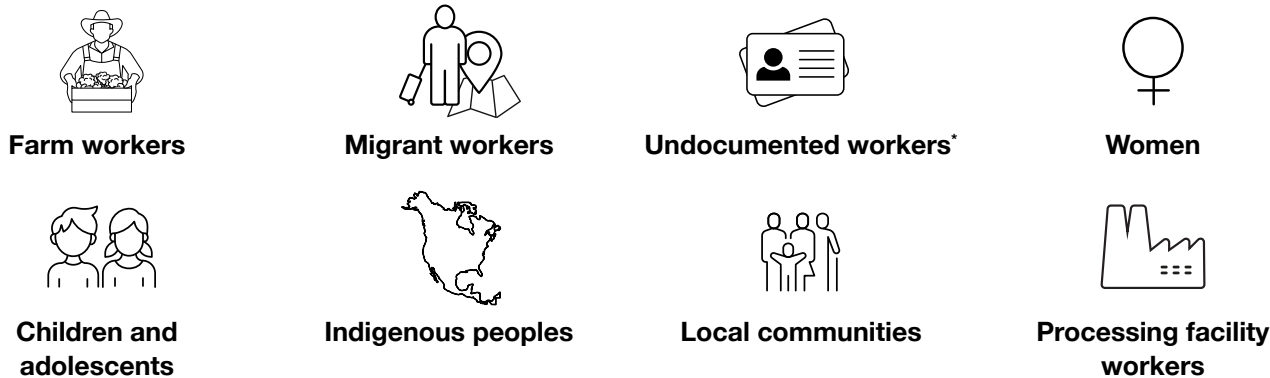 Farm workers
Migrant workers
Undocumented workers*
Women
Children and
adolescents
Indigenous peoples
Local communities
Processing facility
workers